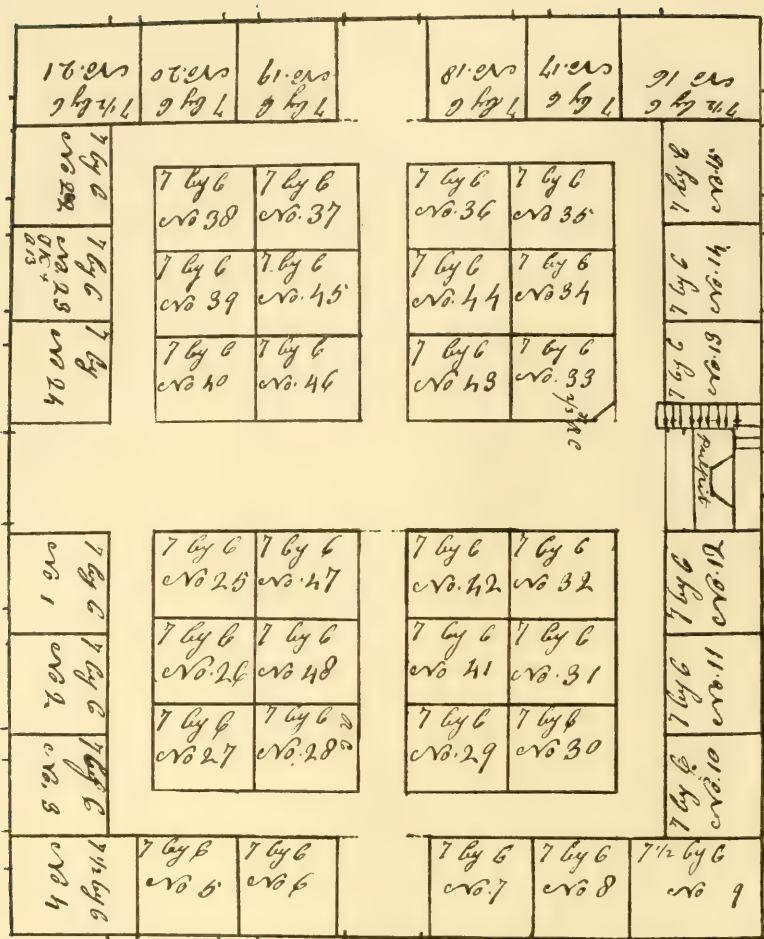 7 1/2 by 6
No. 21
7 by 6
No. 20
7 by 6
No. 19
7 by 6
No. 18
7 by 6
No. 17
7 1/2 by 6
No 16
7 by 6
No 22
7 by 6
No. 23
7 by
No 24
7 by 6
No 38
7 by 6
No. 37
7 by 6
No. 36
7 by 6
No 35
7 by 6
No 39
7 by 6
No. 45
7 by 6
No. 44
7 by 6
No 34
7 by 6
No 40
7 by 6
No. 46
7 by 6
No 43
7 by 6
No. 33
No. 15
7 by 6
No. 14
7 by 6
No. 13
7 by 6
pulpit
7 by 6
No 1
7 by 6
No 2
7 by 6
No. 3
7 1/2 by 6
No 4
7 by 6
No 25
7 by 6
No. 47
7 by 6
No. 42
7 by 6
No 32
7 by 6
No. 26
7 by 6
No 48
7 by 6
No 41
7 by 6
No. 31
7 by 6
No 27
7 by 6
No. 28
7 by 6
No. 29
7 by 6
No 30
No. 12
7 by 6
No. 11
7 by 6
No. 10
7 by 6
7 by 6
No 5
7 by 6
No 6
7 by 6
No. 7
7 by 6
No 8
7 1/2 by 6
No 9